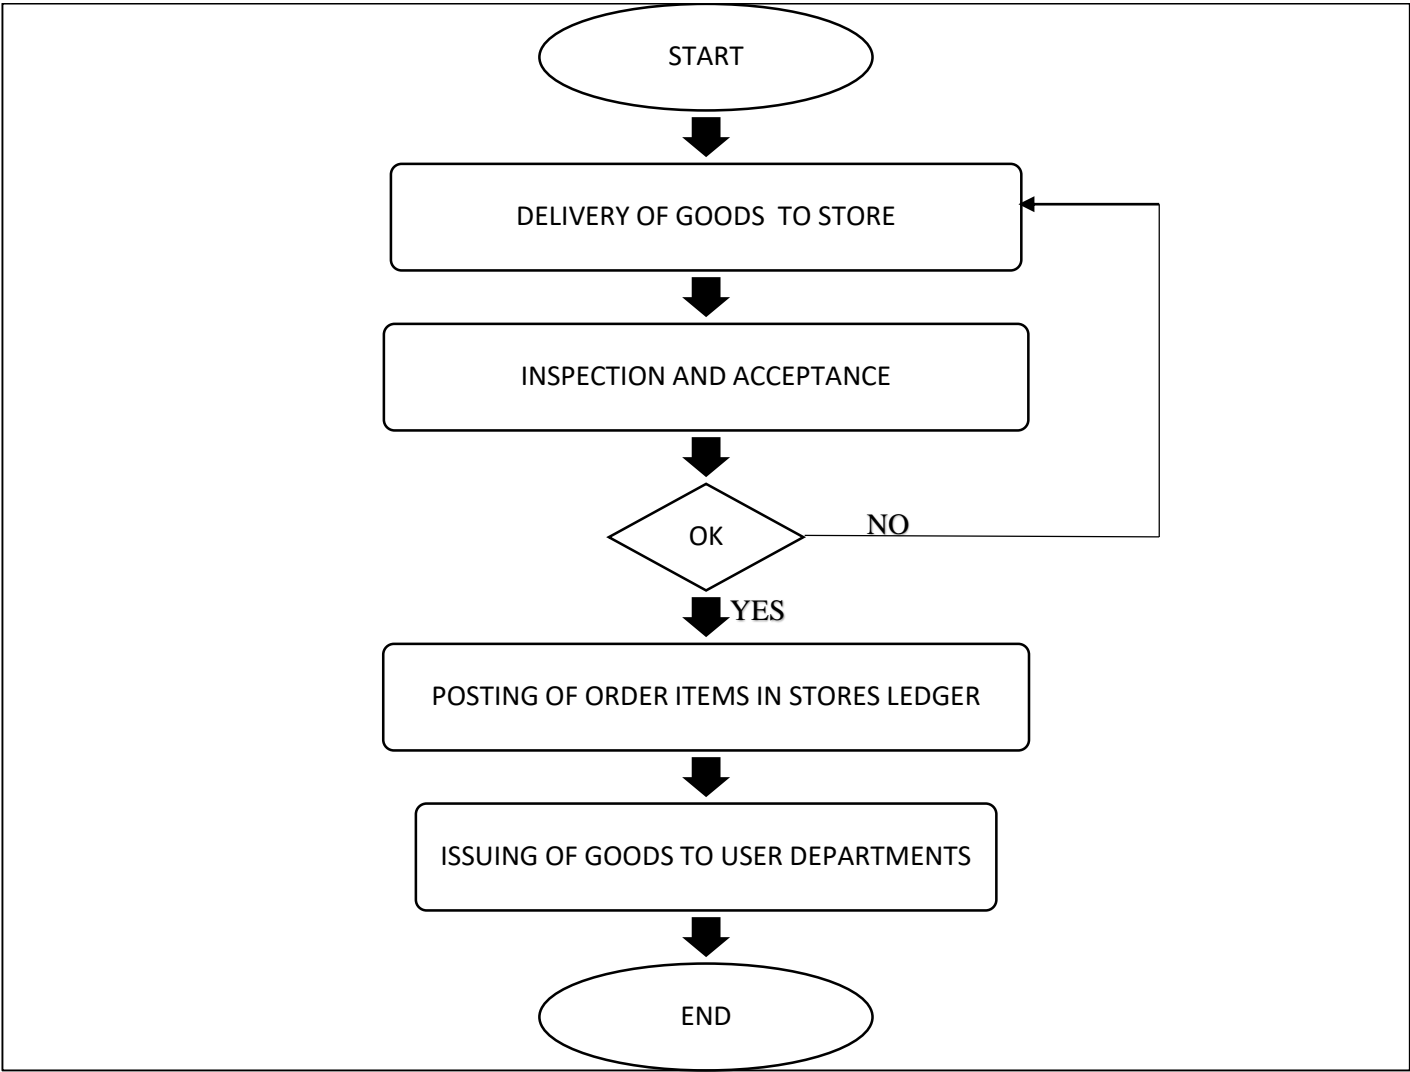 START
DELIVERY OF GOODS  TO STORE
INSPECTION AND ACCEPTANCE
OK
NO
YES
POSTING OF ORDER ITEMS IN STORES LEDGER
ISSUING OF GOODS TO USER DEPARTMENTS
END